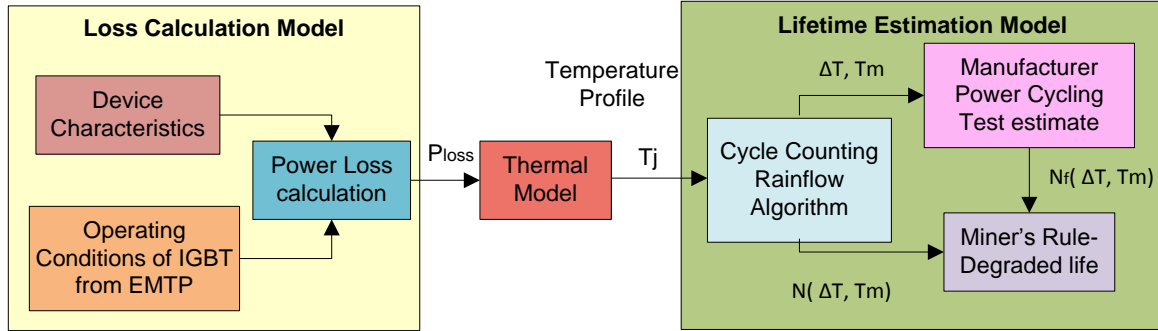 Loss Calculation Model
Device
Characteristics
Operating
Conditions of IGBT
from EMTP
Power Loss
calculation
Ploss
Thermal
Model
Temperature
Profile
Tj
Lifetime Estimation Model
Cycle Counting
Rainflow
Algorithm
ΔT, Tm
Manufacturer
Power Cycling
Test estimate
Nf( ΔT, Tm)
N( ΔT, Tm)
Miner’s Rule-
Degraded life